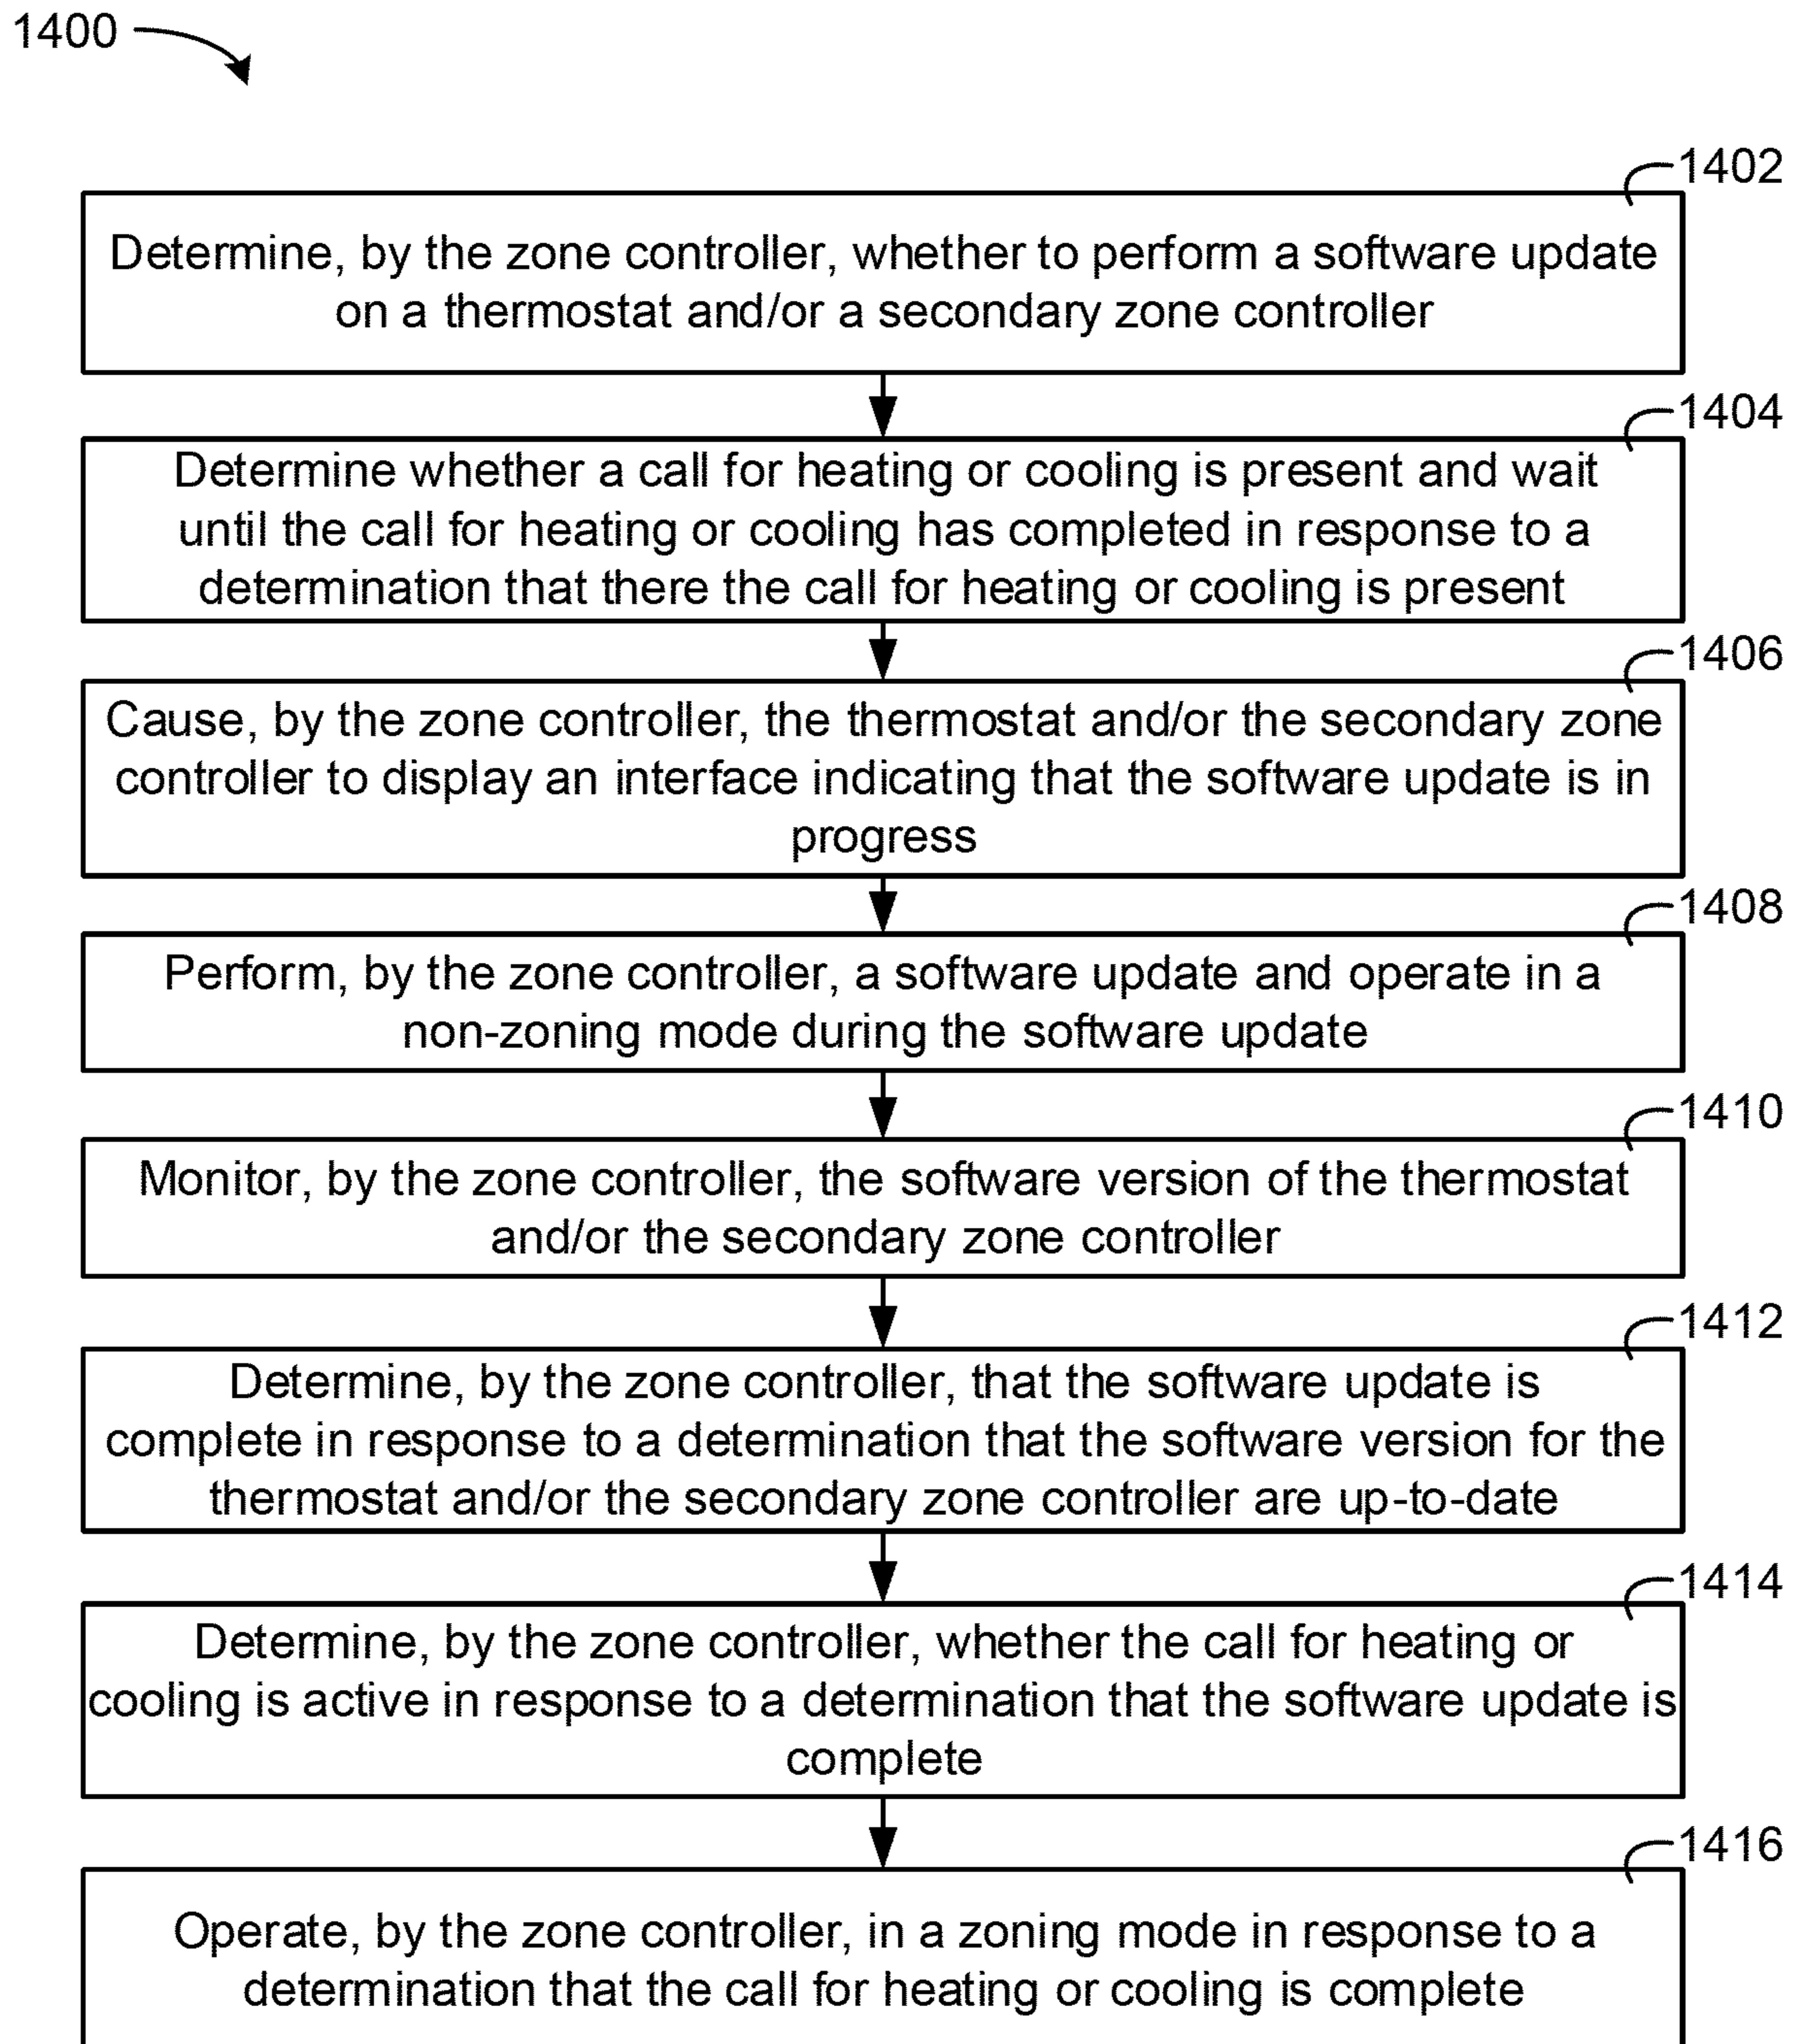 1400
1402
Determine, by the zone controller, whether to perform a software update
on a thermostat and/or a secondary zone controller
1404
Determine whether a call for heating or cooling is present and wait
until the call for heating or cooling has completed in response to a
determination that there the call for heating or cooling is present
1406
Cause, by the zone controller, the thermostat and/or the secondary zone
controller to display an interface indicating that the software update is in
progress
1408
Perform, by the zone controller, a software update and operate in a
non-zoning mode during the software update
1410
Monitor, by the zone controller, the software version of the thermostat
and/or the secondary zone controller
1412
Determine, by the zone controller, that the software update is
complete in response to a determination that the software version for the
thermostat and/or the secondary zone controller are up-to-date
1414
Determine, by the zone controller, whether the call for heating or
cooling is active in response to a determination that the software update is
complete
1416
Operate, by the zone controller, in a zoning mode in response to a
determination that the call for heating or cooling is complete